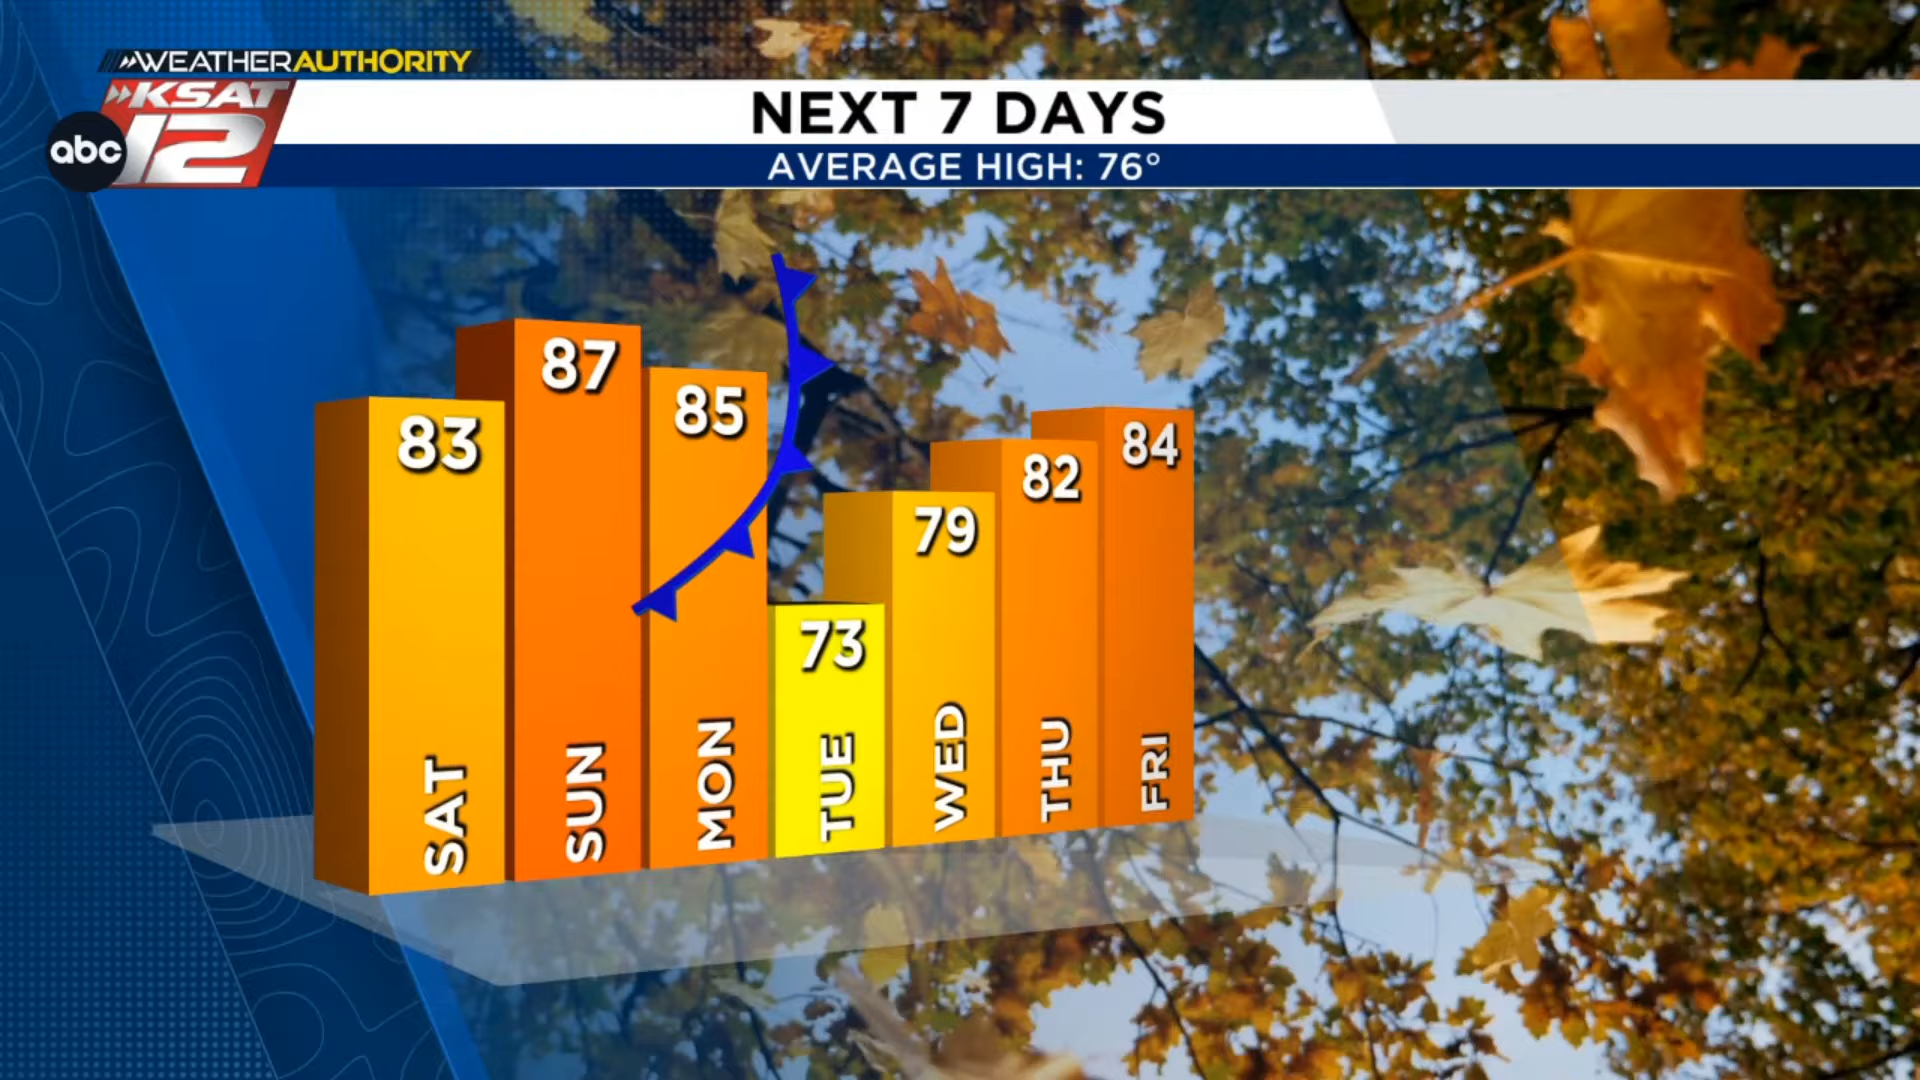 WEATHERAUTHORITY
KSAT
abc 12
NEXT 7 DAYS
AVERAGE HIGH: 76°
83
87
85
73
79
82
84
SAT
SUN
MON
TUE
WED
THU
FRI